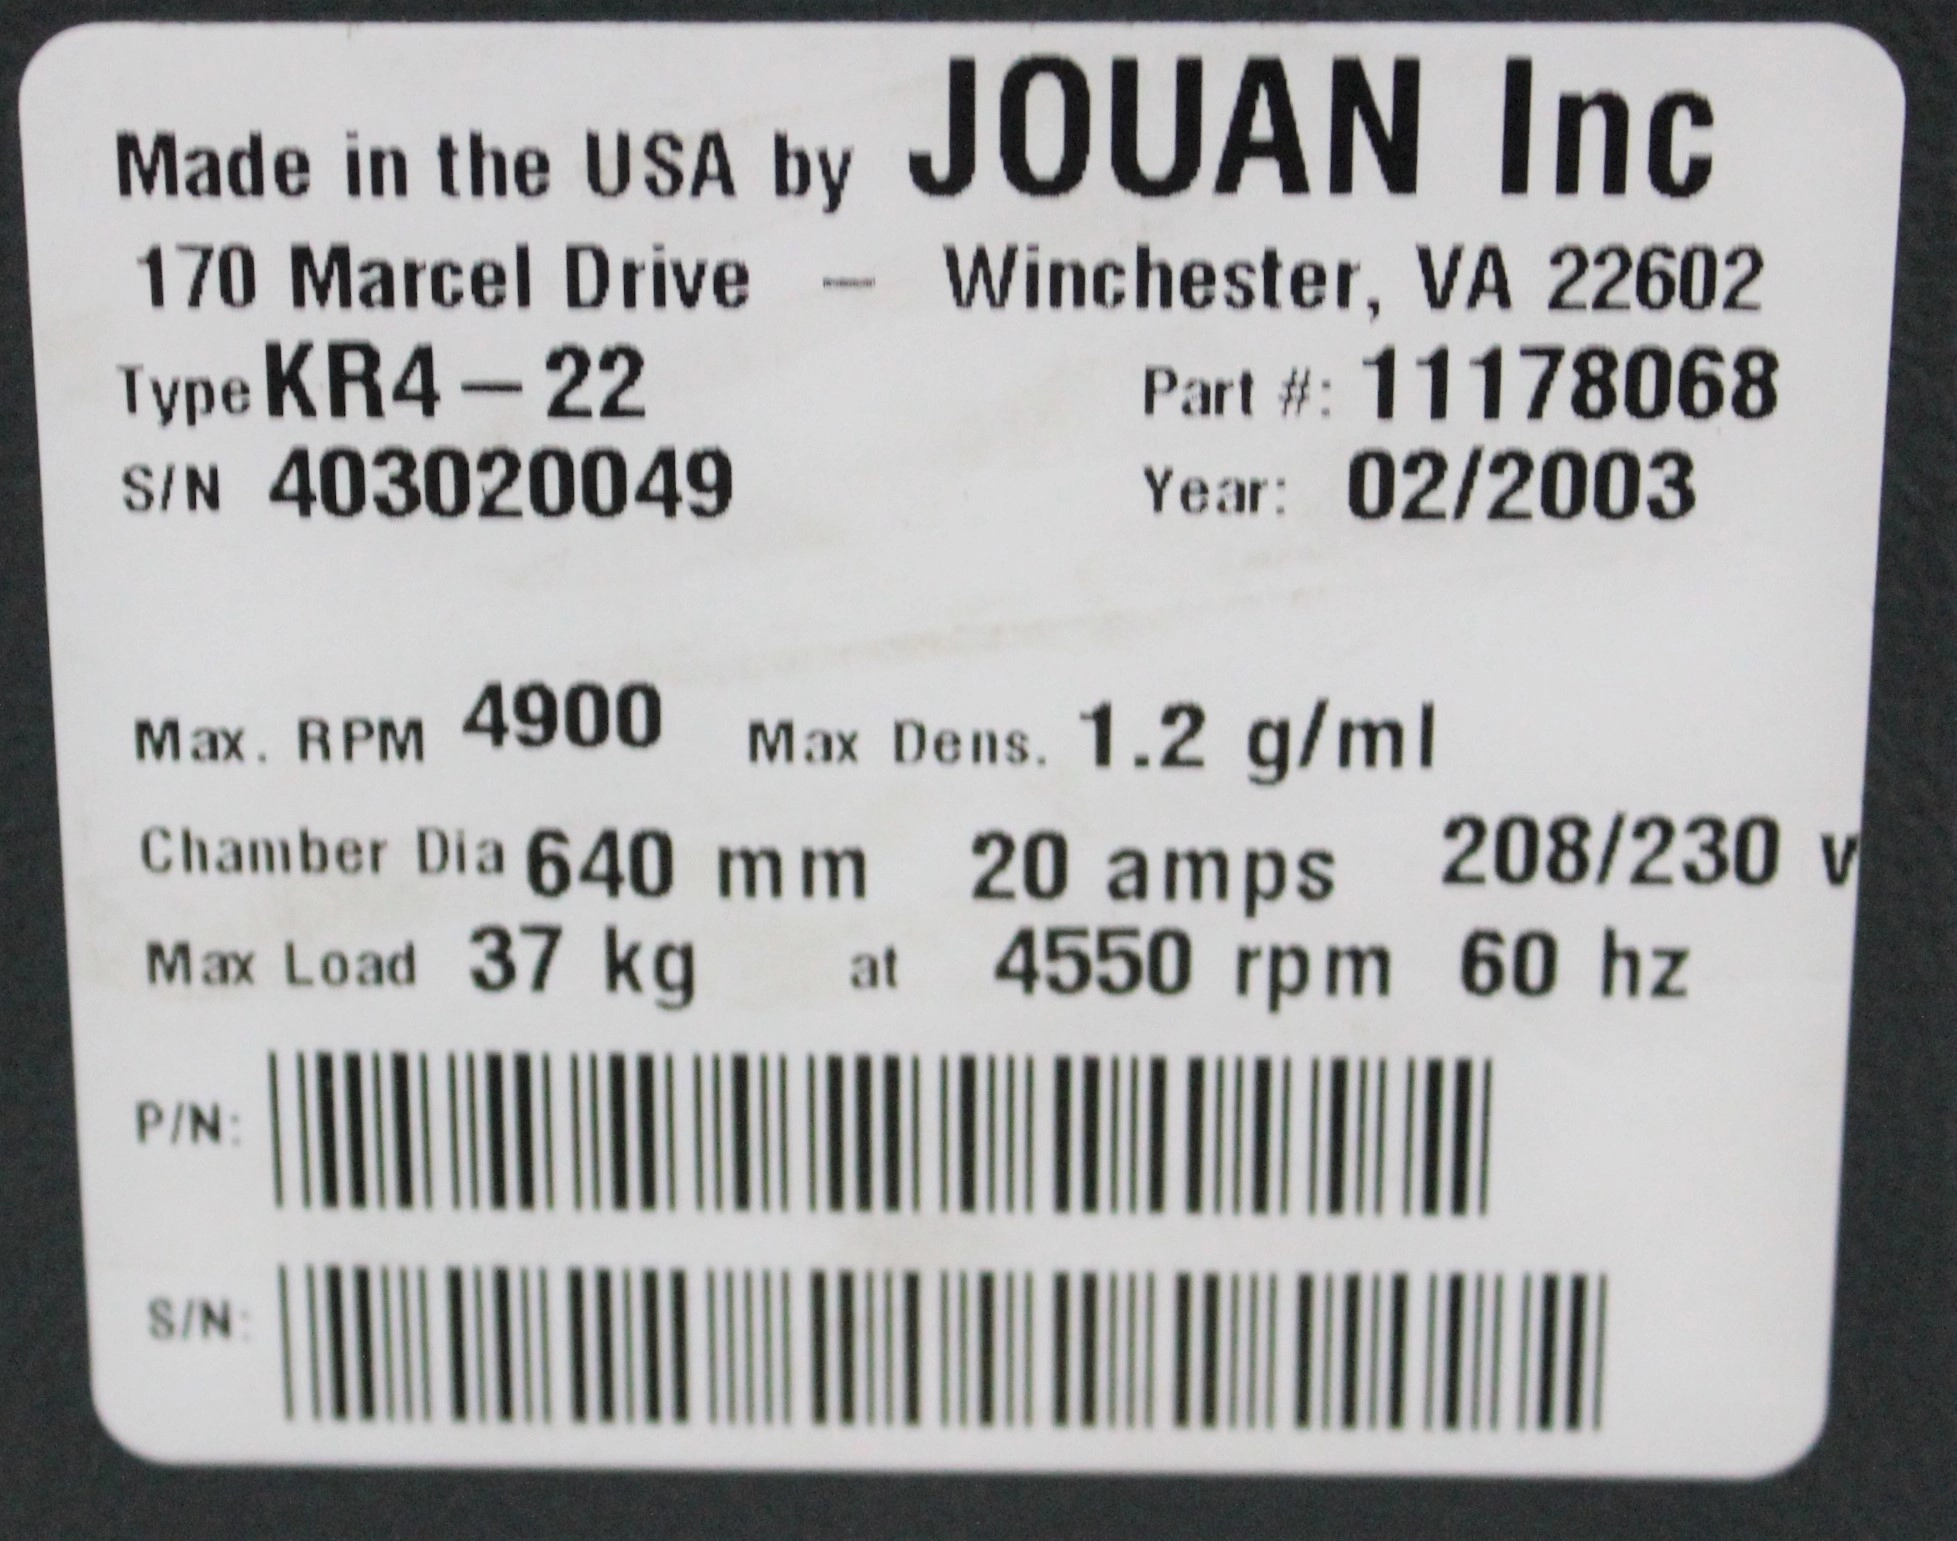 Made in the USA by JOUAN Inc
170 Marcel Drive – Winchester, VA 22602
Type KR4-22 Part #: 11178068
S/N 403020049 Year: 02/2003
Max. RPM 4900 Max Dens. 1.2 g/ml
Chamber Dia 640 mm 20 amps 208/230 v
Max Load 37 kg at 4550 rpm 60 hz
P/N:
S/N: